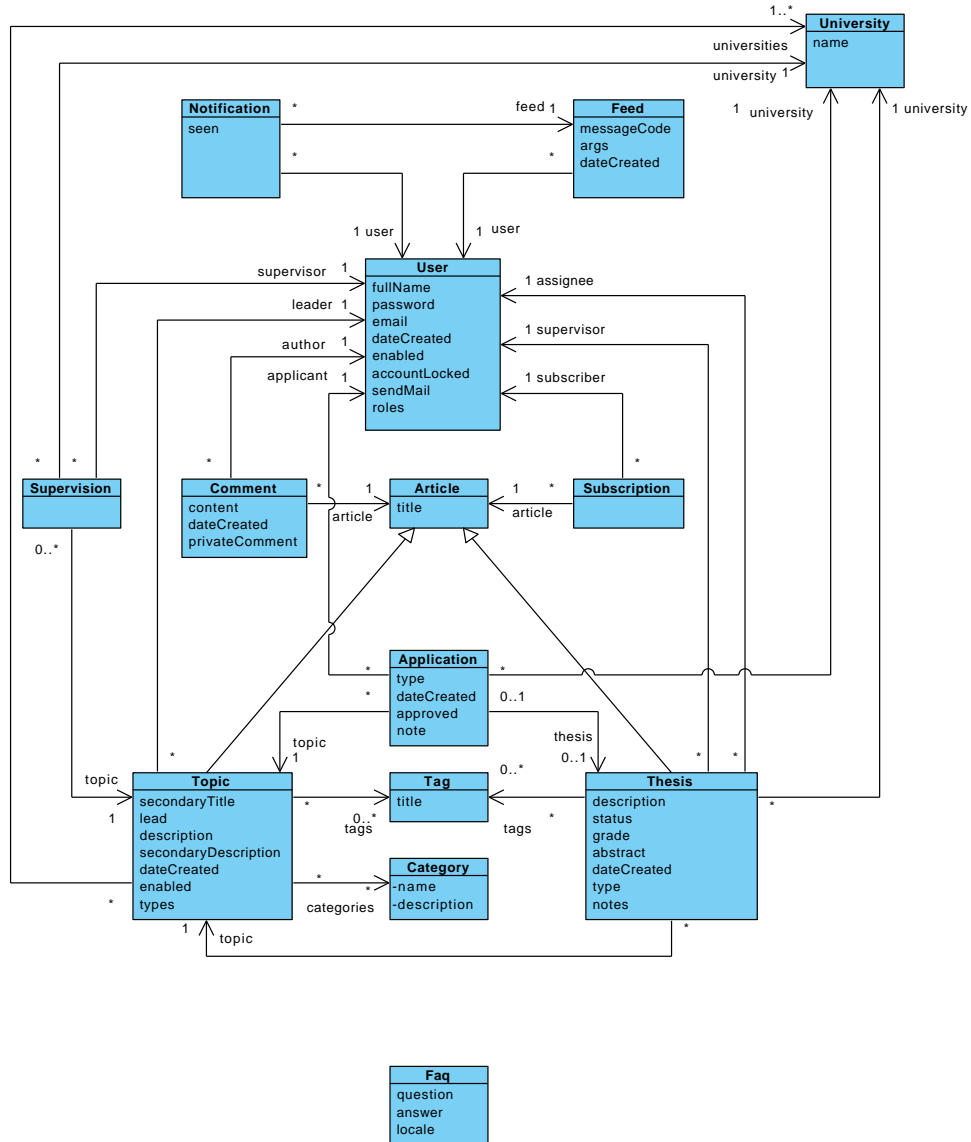 1..*
University
name
universities
university 1
1 university
1 university
Notification
seen
*
*
feed 1
Feed
messageCode
args
dateCreated
*
1 user
1 user
User
fullName
password
email
dateCreated
enabled
accountLocked
sendMail
roles
supervisor 1
leader 1
author 1
applicant 1
1 assignee
1 supervisor
1 subscriber
* *
Supervision
0..*
*
Comment
content
dateCreated
privateComment
* 1
article
Article
title
1 *
article
*
Subscription
*
*
Application
type
dateCreated
approved
note
*
0..1
topic
1
thesis
0..1
*
topic
1
Topic
secondaryTitle
lead
description
secondaryDescription
dateCreated
enabled
types
*
*
0..*
tags
Tag
title
0..*
*
tags
* *
Thesis
description
status
grade
abstract
dateCreated
type
notes
*
*
*
categories
Category
-name
-description
1
topic
*
Faq
question
answer
locale